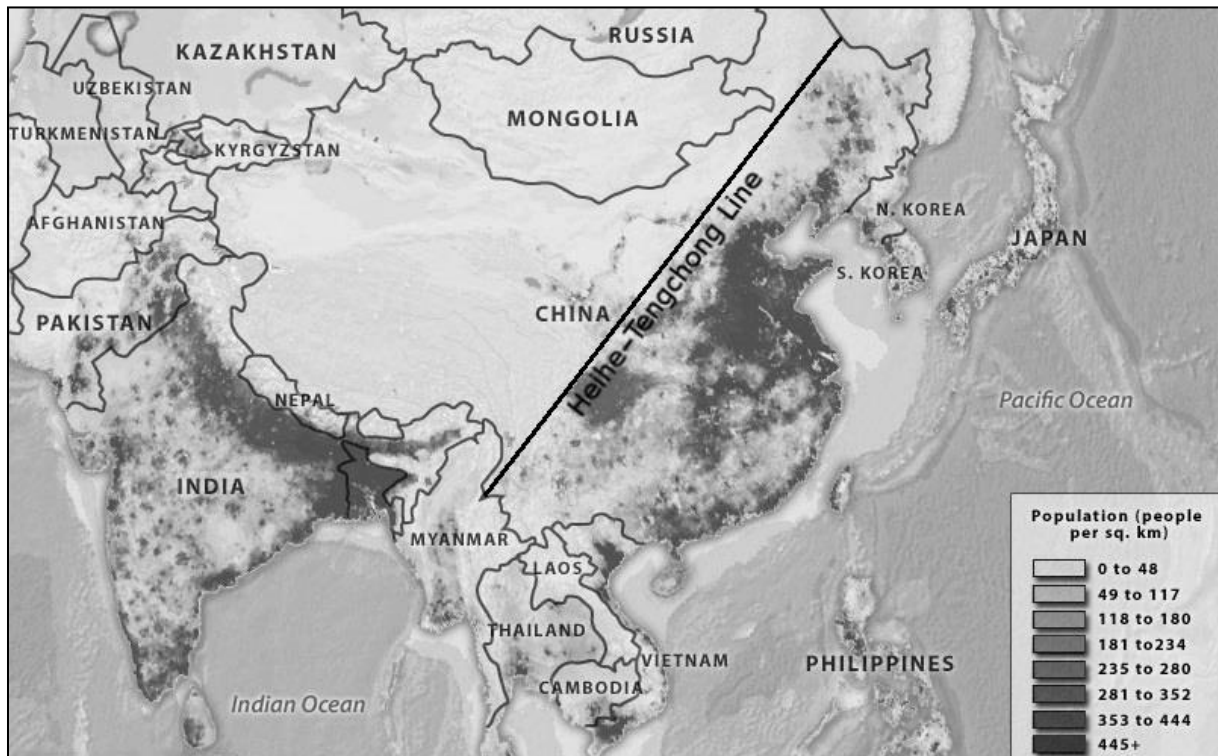 RUSSIA
KAZAKHSTAN
UZBEKISTAN
MONGOLIA
TURKMENISTAN
KYRGYZSTAN
AFGHANISTAN
N. KOREA
JAPAN
S. KOREA
PAKISTAN
CHINA
Heihe-Tengchong Line
NEPAL
Pacific Ocean
INDIA
MYANMAR
LAOS
THAILAND
VIETNAM
CAMBODIA
PHILIPPINES
Indian Ocean
Population (people
per sq. km)
0 to 48
49 to 117
118 to 180
181 to234
235 to 280
281 to 352
353 to 444
445+